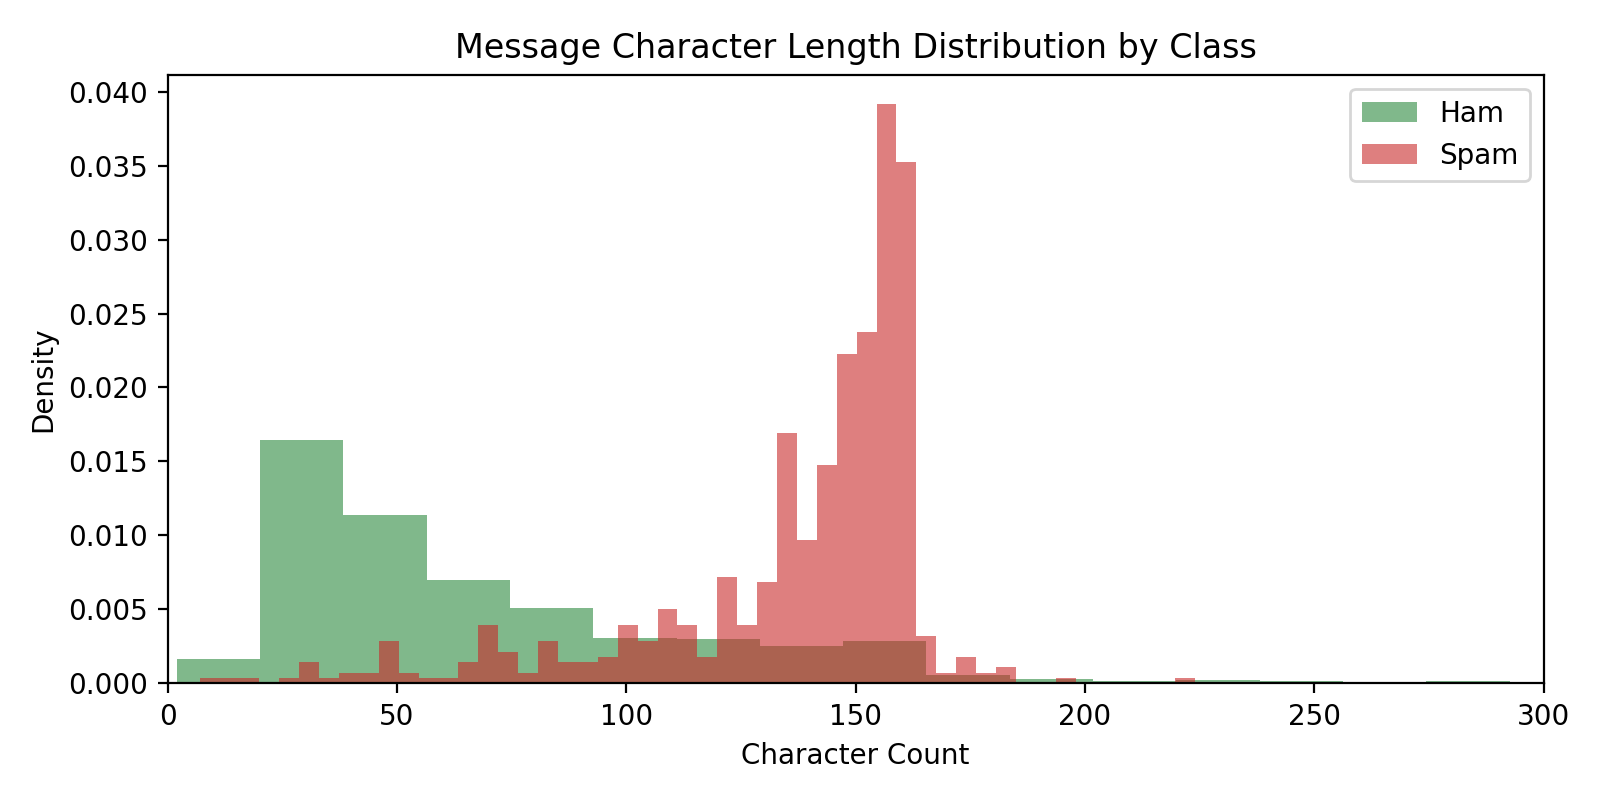 Message Character Length Distribution by Class
Ham
Spam
0.040
0.035
0.030
0.025
0.020
0.015
0.010
0.005
0.000
Density
0 50 100 150 200 250 300
Character Count